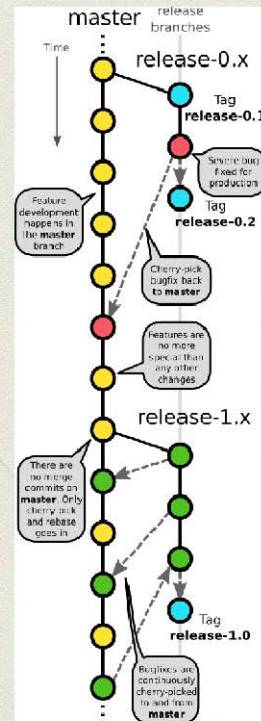 master
release
branches
Time
release-0.x
Tag
release-0.1
Severe bug
fixed for
production
Tag
release-0.2
Feature
development
happens in
the master
branch
Cherry-pick
bugfix back
to master
Features are
no more
special than
any other
changes
release-1.x
There are
no merge
commits on
master. Only
cherry-pick
and rebase
goes in
Tag
release-1.0
Bugfixes are
continuously
cherry-picked
to and from
master